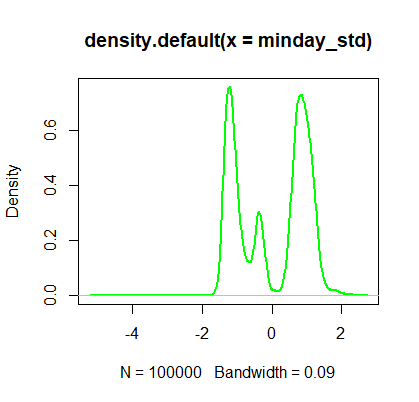 density.default(x = minday_std)
Density
0.0 0.2 0.4 0.6
-4 -2 0 2
N = 100000 Bandwidth = 0.09